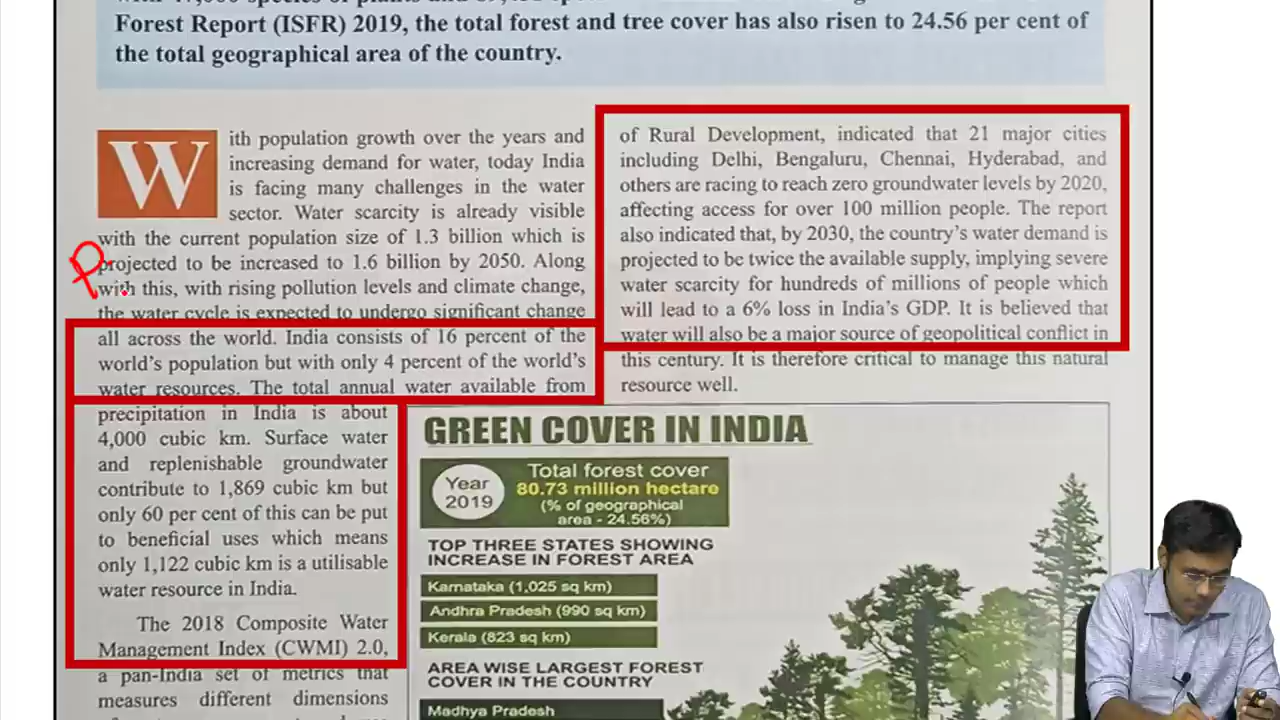 Forest Report (ISFR) 2019, the total forest and tree cover has also risen to 24.56 per cent of
the total geographical area of the country.
With population growth over the years and
increasing demand for water, today India
is facing many challenges in the water
sector. Water scarcity is already visible
with the current population size of 1.3 billion which is
projected to be increased to 1.6 billion by 2050. Along
with this, with rising pollution levels and climate change,
the water cycle is expected to undergo significant change
all across the world. India consists of 16 percent of the
world's population but with only 4 percent of the world's
water resources. The total annual water available from
precipitation in India is about
4,000 cubic km. Surface water
and replenishable groundwater
contribute to 1,869 cubic km but
only 60 per cent of this can be put
to beneficial uses which means
only 1,122 cubic km is a utilisable
water resource in India.
The 2018 Composite Water
Management Index (CWMI) 2.0,
a pan-India set of metrics that
measures different dimensions
of Rural Development, indicated that 21 major cities
including Delhi, Bengaluru, Chennai, Hyderabad, and
others are racing to reach zero groundwater levels by 2020,
affecting access for over 100 million people. The report
also indicated that, by 2030, the country's water demand is
projected to be twice the available supply, implying severe
water scarcity for hundreds of millions of people which
will lead to a 6% loss in India's GDP. It is believed that
water will also be a major source of geopolitical conflict in
this century. It is therefore critical to manage this natural
resource well.
GREEN COVER IN INDIA
Year
2019
Total forest cover
80.73 million hectare
(% of geographical
area - 24.56%)
TOP THREE STATES SHOWING
INCREASE IN FOREST AREA
Karnataka (1,025 sq km)
Andhra Pradesh (990 sq km)
Kerala (823 sq km)
AREA WISE LARGEST FOREST
COVER IN THE COUNTRY
Madhya Pradesh